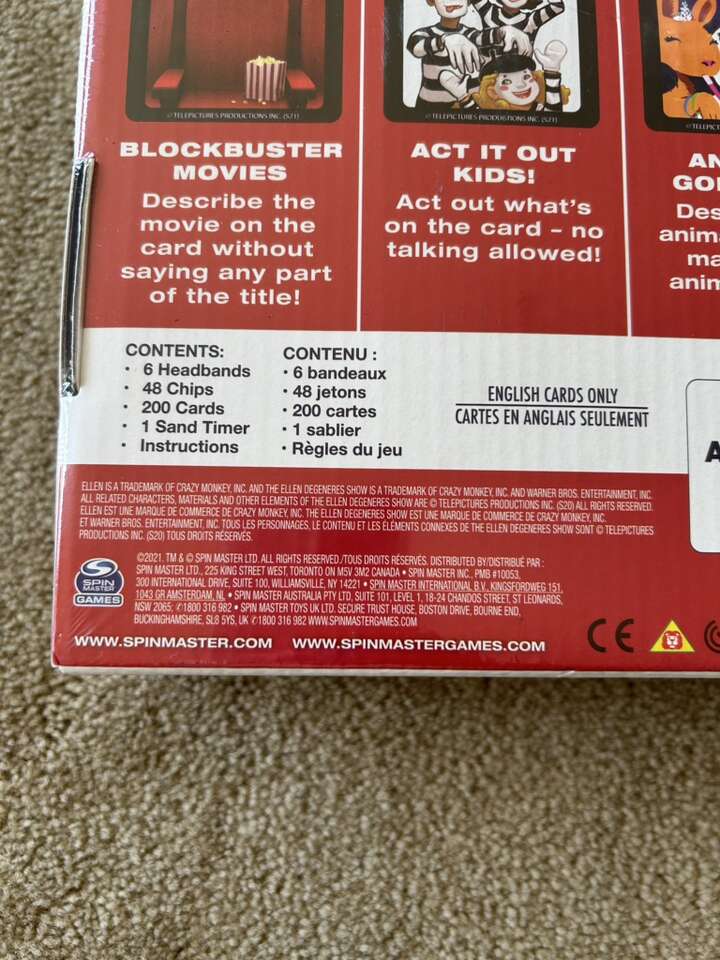 © TELEPICTURES PRODUCTIONS INC. (S21)
© TELEPICTURES PRODUCTIONS INC. (S21)
© TELEPICT
BLOCKBUSTER
MOVIES
Describe the
movie on the
card without
saying any part
of the title!
ACT IT OUT
KIDS!
Act out what's
on the card – no
talking allowed!
AN
GO
Des
anim
ma
anim
CONTENTS:
• 6 Headbands
• 48 Chips
• 200 Cards
• 1 Sand Timer
• Instructions
CONTENU :
• 6 bandeaux
• 48 jetons
• 200 cartes
• 1 sablier
• Règles du jeu
ENGLISH CARDS ONLY
CARTES EN ANGLAIS SEULEMENT
A
ELLEN IS A TRADEMARK OF CRAZY MONKEY, INC. AND THE ELLEN DEGENERES SHOW IS A TRADEMARK OF CRAZY MONKEY, INC. AND WARNER BROS. ENTERTAINMENT, INC.
ALL RELATED CHARACTERS, MATERIALS AND OTHER ELEMENTS OF THE ELLEN DEGENERES SHOW ARE © TELEPICTURES PRODUCTIONS INC. (S20) ALL RIGHTS RESERVED.
ELLEN EST UNE MARQUE DE COMMERCE DE CRAZY MONKEY, INC. THE ELLEN DEGENERES SHOW EST UNE MARQUE DE COMMERCE DE CRAZY MONKEY, INC.
ET WARNER BROS. ENTERTAINMENT, INC. TOUS LES PERSONNAGES, LE CONTENU ET LES ÉLÉMENTS CONNEXES DE THE ELLEN DEGENERES SHOW SONT © TELEPICTURES
PRODUCTIONS INC. (S20) TOUS DROITS RÉSERVÉS.
SPIN
MASTER
GAMES
©2021. TM & © SPIN MASTER LTD. ALL RIGHTS RESERVED./TOUS DROITS RÉSERVÉS. DISTRIBUTED BY/DISTRIBUÉ PAR :
SPIN MASTER LTD., 225 KING STREET WEST, TORONTO ON M5V 3M2 CANADA • SPIN MASTER INC., PMB #10053,
300 INTERNATIONAL DRIVE, SUITE 100, WILLIAMSVILLE, NY 14221 • SPIN MASTER INTERNATIONAL B.V., KINGSFORDWEG 151,
1043 GR AMSTERDAM, NL • SPIN MASTER AUSTRALIA PTY LTD, SUITE 101, LEVEL 1, 18-24 CHANDOS STREET, ST LEONARDS,
NSW 2065; ✆1800 316 982 • SPIN MASTER TOYS UK LTD. SECURE TRUST HOUSE, BOSTON DRIVE, BOURNE END,
BUCKINGHAMSHIRE, SL8 5YS, UK ✆1800 316 982 WWW.SPINMASTER.COM
WWW.SPINMASTER.COM WWW.SPINMASTERGAMES.COM
CE